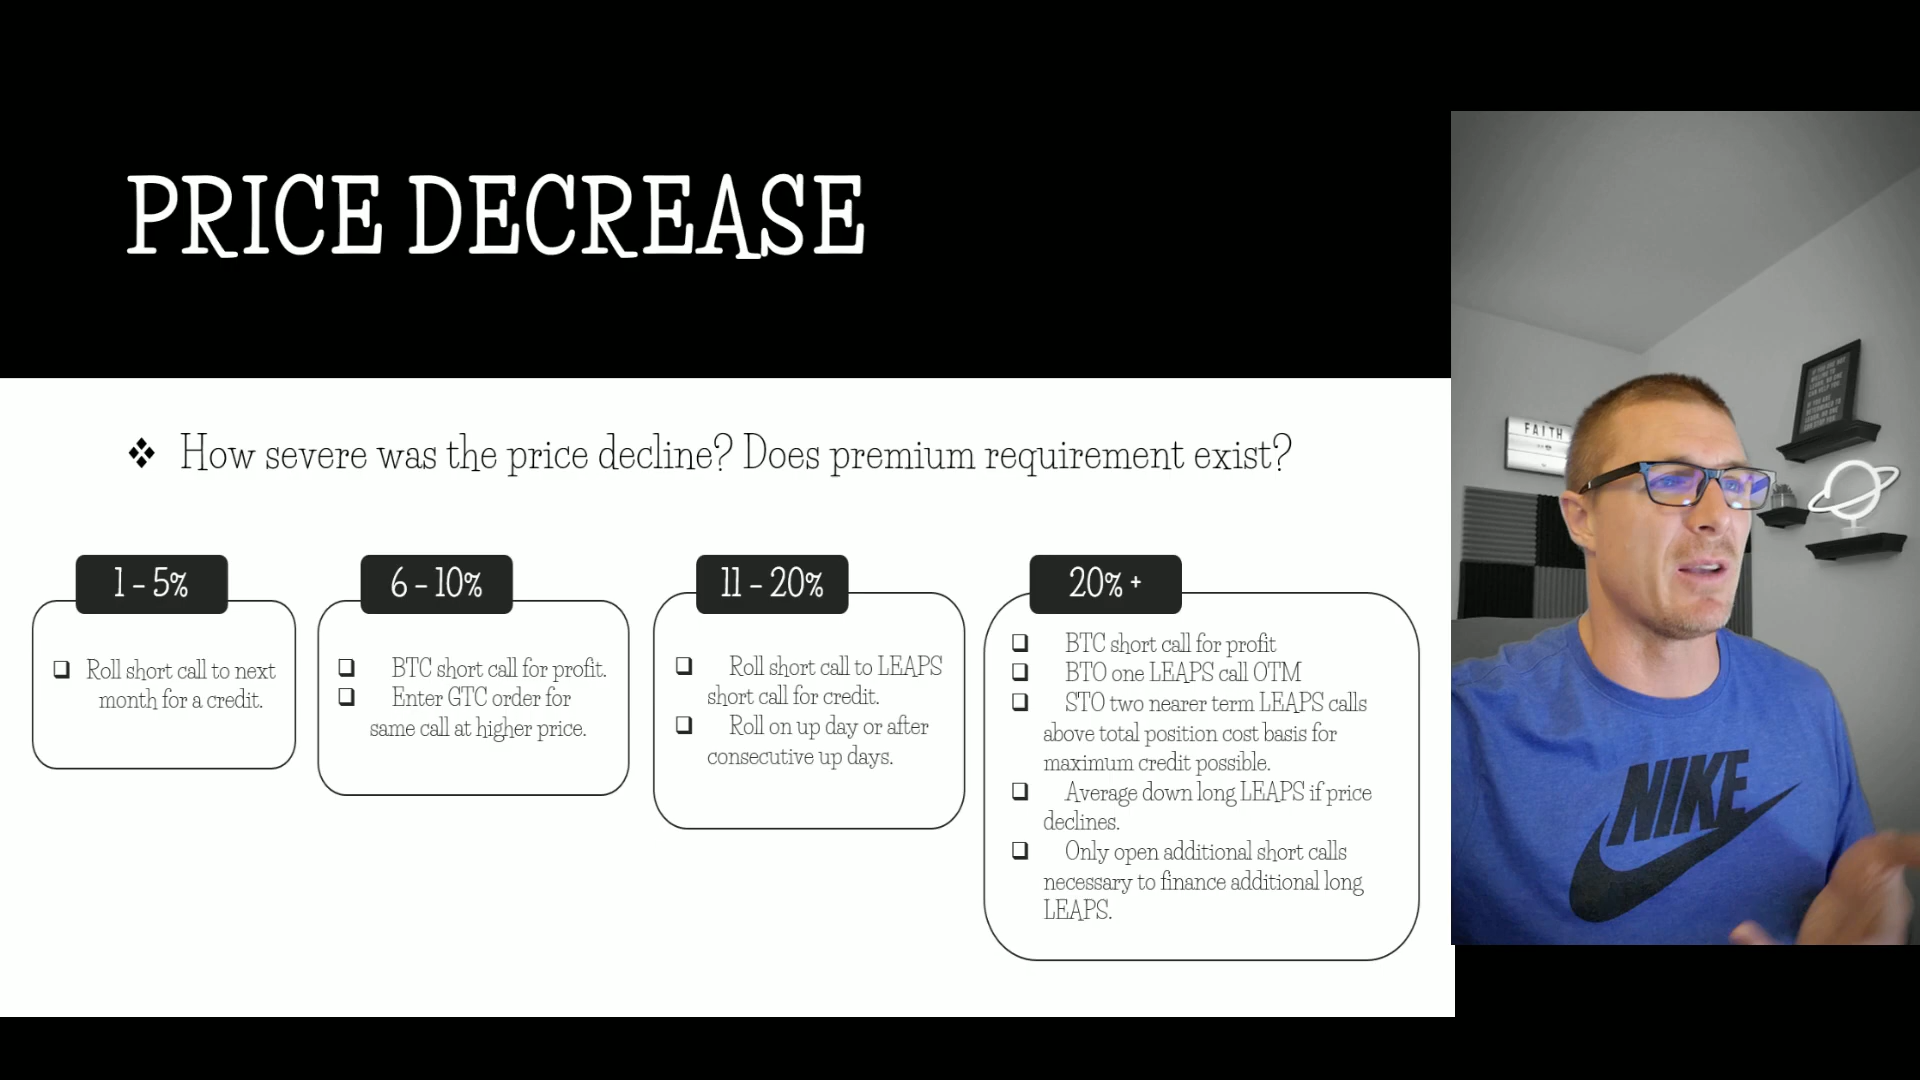 PRICE DECREASE
How severe was the price decline? Does premium requirement exist?
1 - 5%
Roll short call to next
month for a credit.
6 - 10%
BTC short call for profit.
Enter GTC order for
same call at higher price.
11 - 20%
Roll short call to LEAPS
short call for credit.
Roll on up day or after
consecutive up days.
20% +
BTC short call for profit
BTO one LEAPS call OTM
STO two nearer term LEAPS calls
above total position cost basis for
maximum credit possible.
Average down long LEAPS if price
declines.
Only open additional short calls
necessary to finance additional long
LEAPS.
FAITH
NIKE